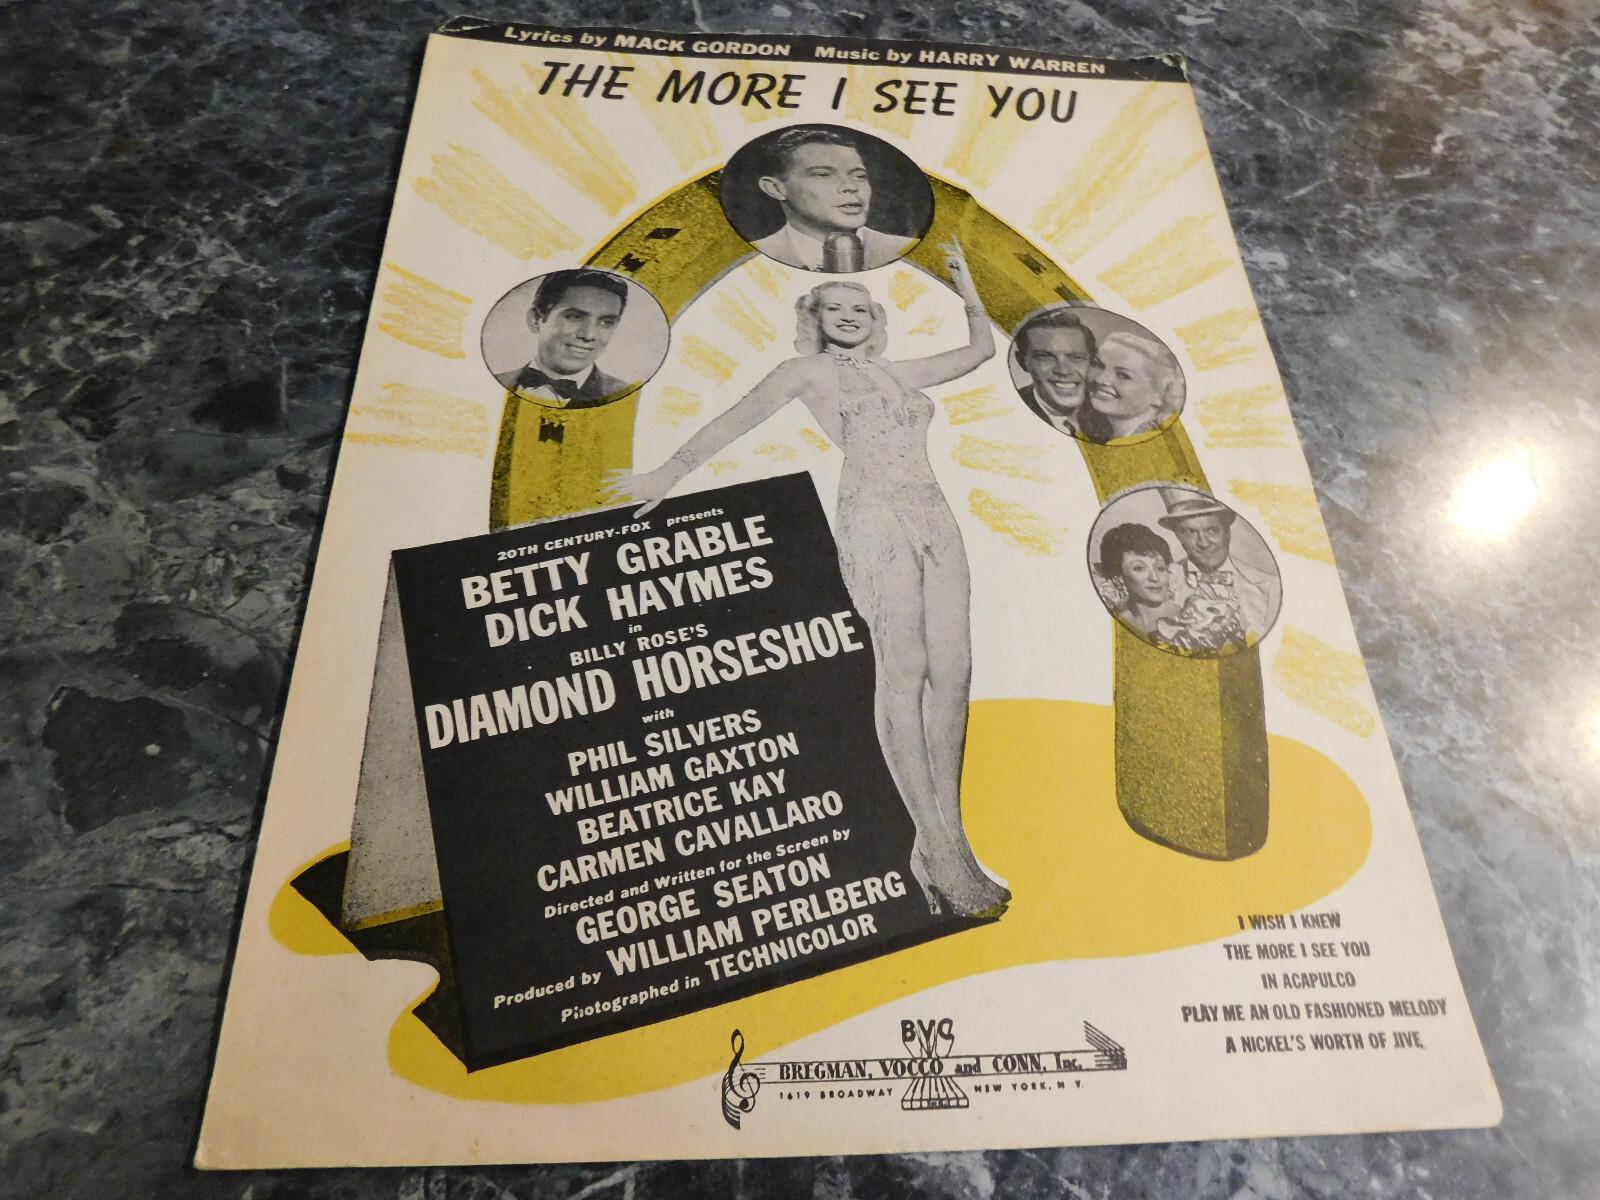 Lyrics by MACK GORDON Music by HARRY WARREN
THE MORE I SEE YOU
20TH CENTURY-FOX presents
BETTY GRABLE
DICK HAYMES
in
BILLY ROSE'S
DIAMOND HORSESHOE
with
PHIL SILVERS
WILLIAM GAXTON
BEATRICE KAY
CARMEN CAVALLARO
Directed and Written for the Screen by
GEORGE SEATON
Produced by WILLIAM PERLBERG
Photographed in TECHNICOLOR
I WISH I KNEW
THE MORE I SEE YOU
IN ACAPULCO
PLAY ME AN OLD FASHIONED MELODY
A NICKEL'S WORTH OF JIVE
BVC
BREGMAN, VOCCO and CONN, Inc.
1619 BROADWAY NEW YORK, N. Y.